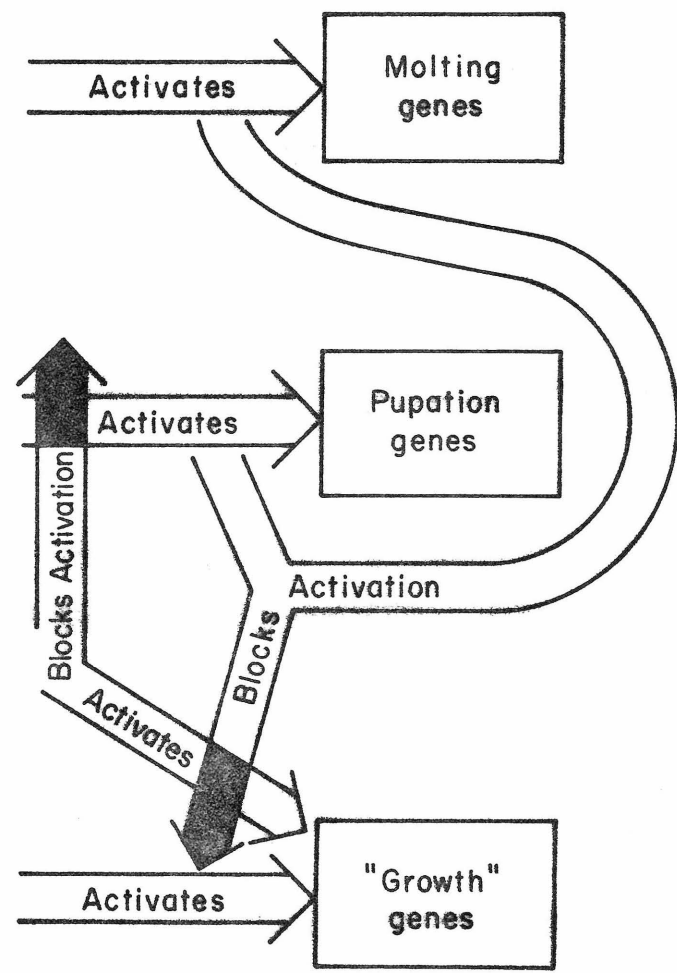 Activates
Molting
genes
Activates
Pupation
genes
Blocks Activation
Activation
Blocks
Activates
Activates
"Growth"
genes